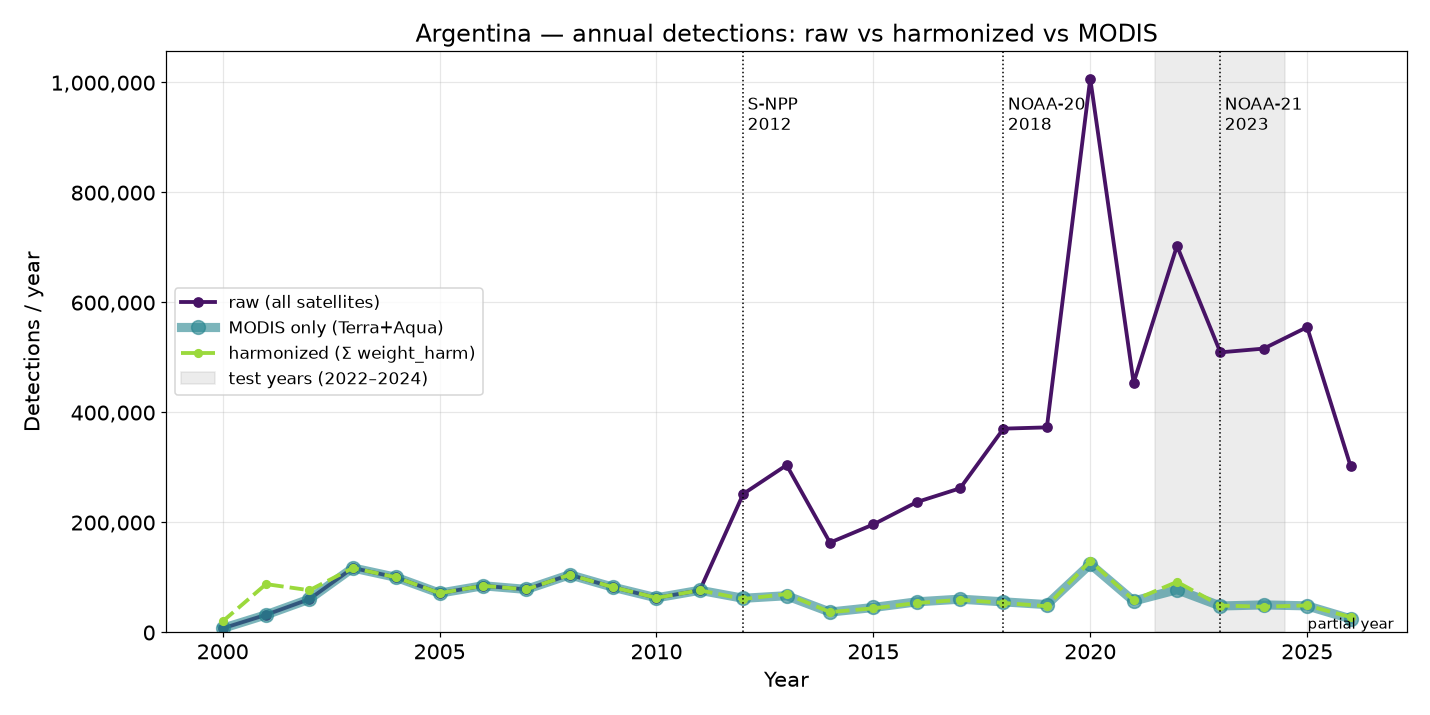 Argentina — annual detections: raw vs harmonized vs MODIS
1,000,000
800,000
600,000
400,000
200,000
0
Detections / year
S-NPP
2012
NOAA-20
2018
NOAA-21
2023
raw (all satellites)
MODIS only (Terra+Aqua)
harmonized (Σ weight_harm)
test years (2022–2024)
partial year
2000 2005 2010 2015 2020 2025
Year